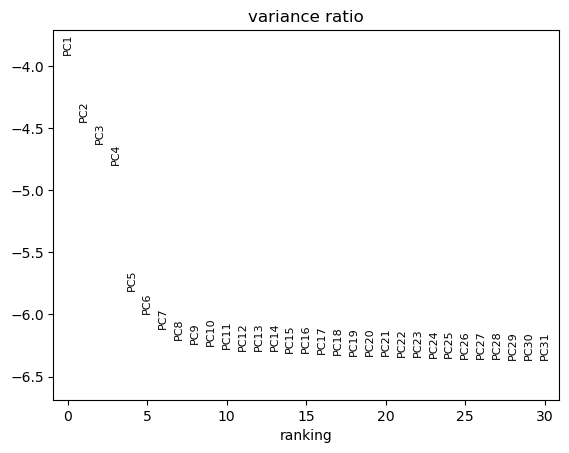 variance ratio
−4.0
−4.5
−5.0
−5.5
−6.0
−6.5
PC1
PC2
PC3
PC4
PC5
PC6
PC7
PC8
PC9
PC10
PC11
PC12
PC13
PC14
PC15
PC16
PC17
PC18
PC19
PC20
PC21
PC22
PC23
PC24
PC25
PC26
PC27
PC28
PC29
PC30
PC31
0 5 10 15 20 25 30
ranking